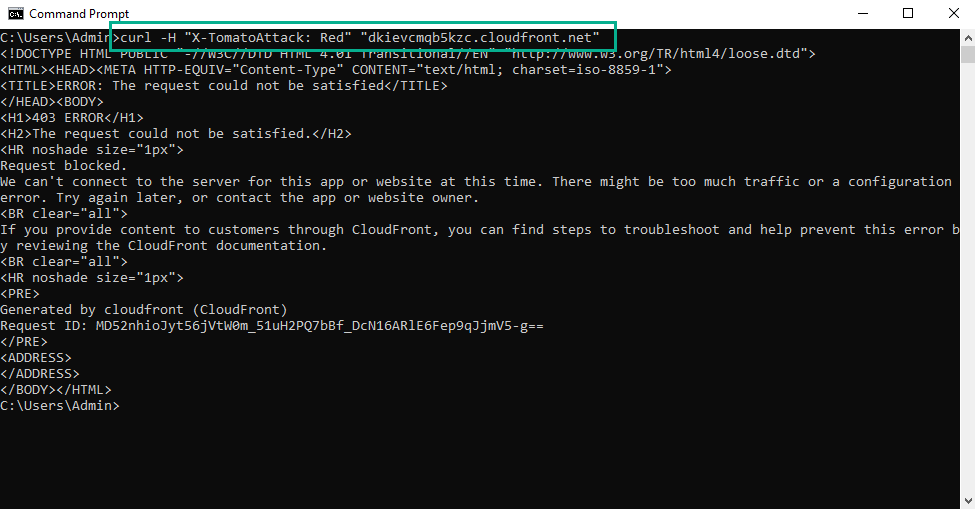 Command Prompt
C:\Users\Admin>curl -H "X-TomatoAttack: Red" "dkievcmqb5kzc.cloudfront.net"
<!DOCTYPE HTML PUBLIC "-//W3C//DTD HTML 4.01 Transitional//EN" "http://www.w3.org/TR/html4/loose.dtd">
<HTML><HEAD><META HTTP-EQUIV="Content-Type" CONTENT="text/html; charset=iso-8859-1">
<TITLE>ERROR: The request could not be satisfied</TITLE>
</HEAD><BODY>
<H1>403 ERROR</H1>
<H2>The request could not be satisfied.</H2>
<HR noshade size="1px">
Request blocked.
We can't connect to the server for this app or website at this time. There might be too much traffic or a configuration
error. Try again later, or contact the app or website owner.
<BR clear="all">
If you provide content to customers through CloudFront, you can find steps to troubleshoot and help prevent this error b
y reviewing the CloudFront documentation.
<BR clear="all">
<HR noshade size="1px">
<PRE>
Generated by cloudfront (CloudFront)
Request ID: MD52nhioJyt56jVtW0m_51uH2PQ7bBf_DcN16ARlE6Fep9qJjmV5-g==
</PRE>
<ADDRESS>
</ADDRESS>
</BODY></HTML>
C:\Users\Admin>